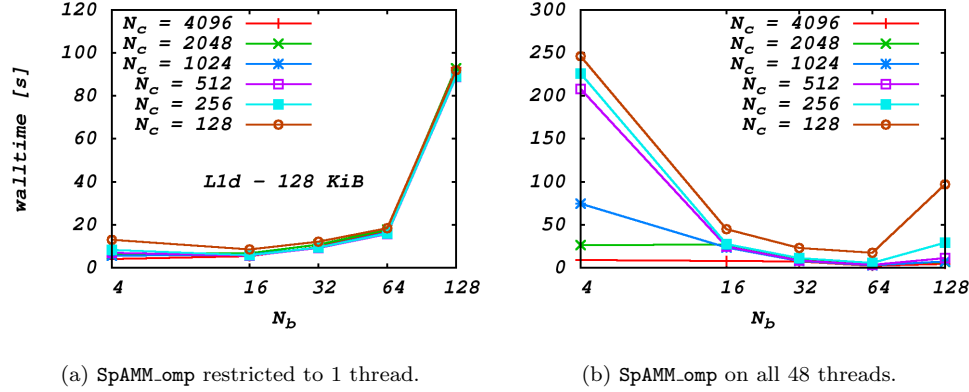 120
100
80
60
40
20
0
walltime [s]
N_c = 4096
N_c = 2048
N_c = 1024
N_c = 512
N_c = 256
N_c = 128
L1d - 128 KiB
4 16 32 64 128
N_b
(a) SpAMM_omp restricted to 1 thread.
300
250
200
150
100
50
0
N_c = 4096
N_c = 2048
N_c = 1024
N_c = 512
N_c = 256
N_c = 128
4 16 32 64 128
N_b
(b) SpAMM_omp on all 48 threads.